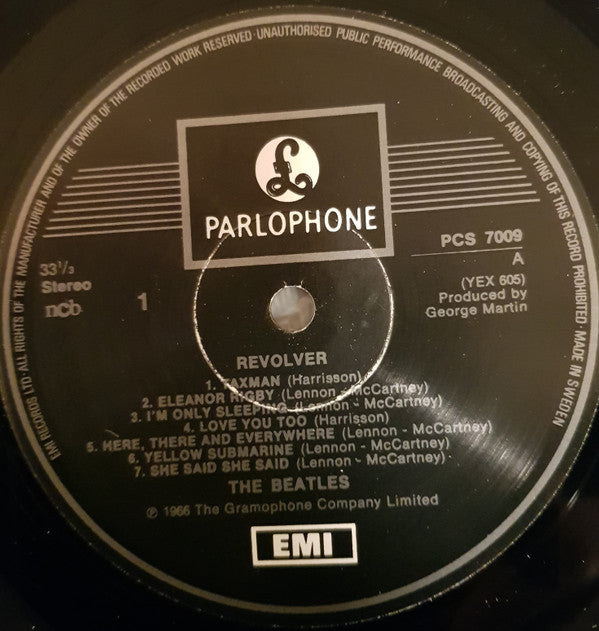 EMI RECORDS LTD·ALL RIGHTS OF THE MANUFACTURER AND OF THE OWNER OF THE RECORDED WORK RESERVED·UNAUTHORISED PUBLIC PERFORMANCE BROADCASTING AND COPYING OF THIS RECORD PROHIBITED·MADE IN SWEDEN
£
PARLOPHONE
33⅓
Stereo
ncb
1
PCS 7009
A
(YEX 605)
Produced by
George Martin
REVOLVER
1. TAXMAN (Harrisson)
2. ELEANOR RIGBY (Lennon - McCartney)
3. I'M ONLY SLEEPING (Lennon - McCartney)
4. LOVE YOU TOO (Harrisson)
5. HERE, THERE AND EVERYWHERE (Lennon - McCartney)
6. YELLOW SUBMARINE (Lennon - McCartney)
7. SHE SAID SHE SAID (Lennon - McCartney)
THE BEATLES
℗ 1966 The Gramophone Company Limited
EMI